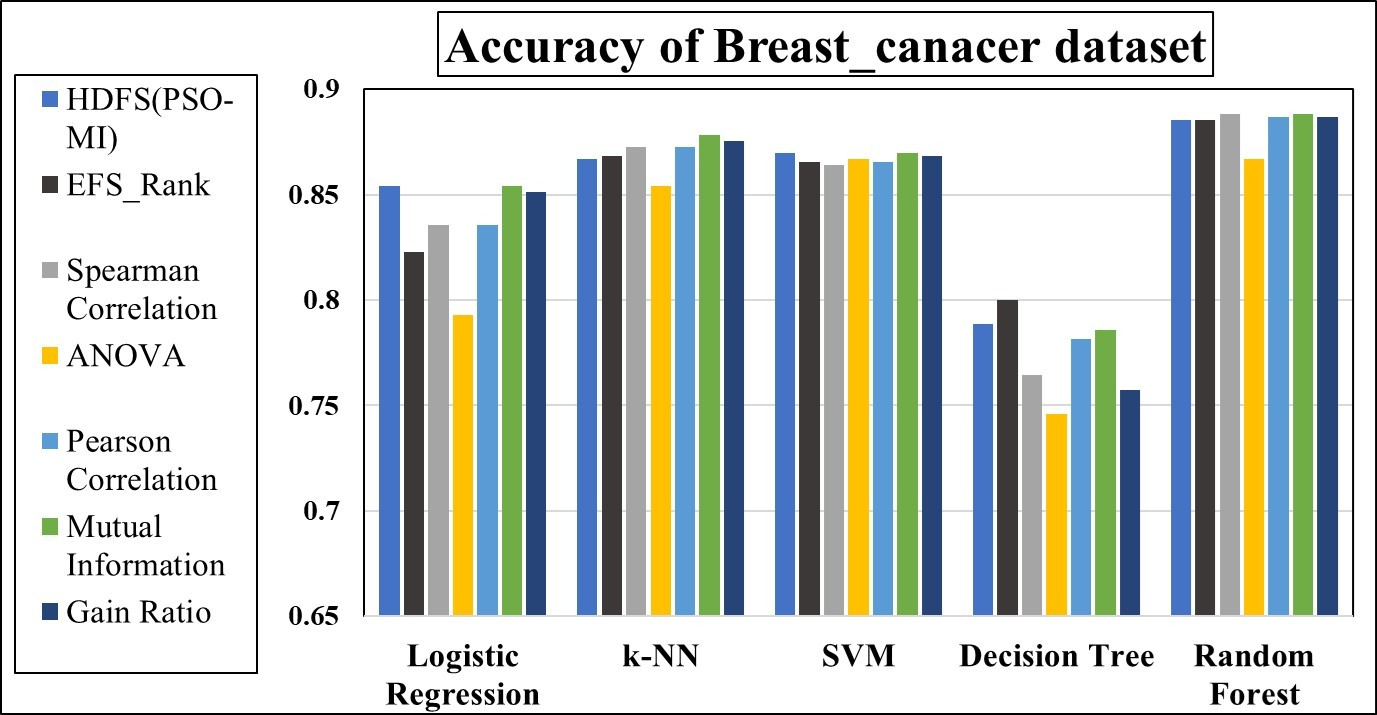 Accuracy of Breast_canacer dataset
HDFS(PSO-
MI)
EFS_Rank
Spearman
Correlation
ANOVA
Pearson
Correlation
Mutual
Information
Gain Ratio
0.9
0.85
0.8
0.75
0.7
0.65
Logistic
Regression
k-NN
SVM
Decision Tree
Random
Forest